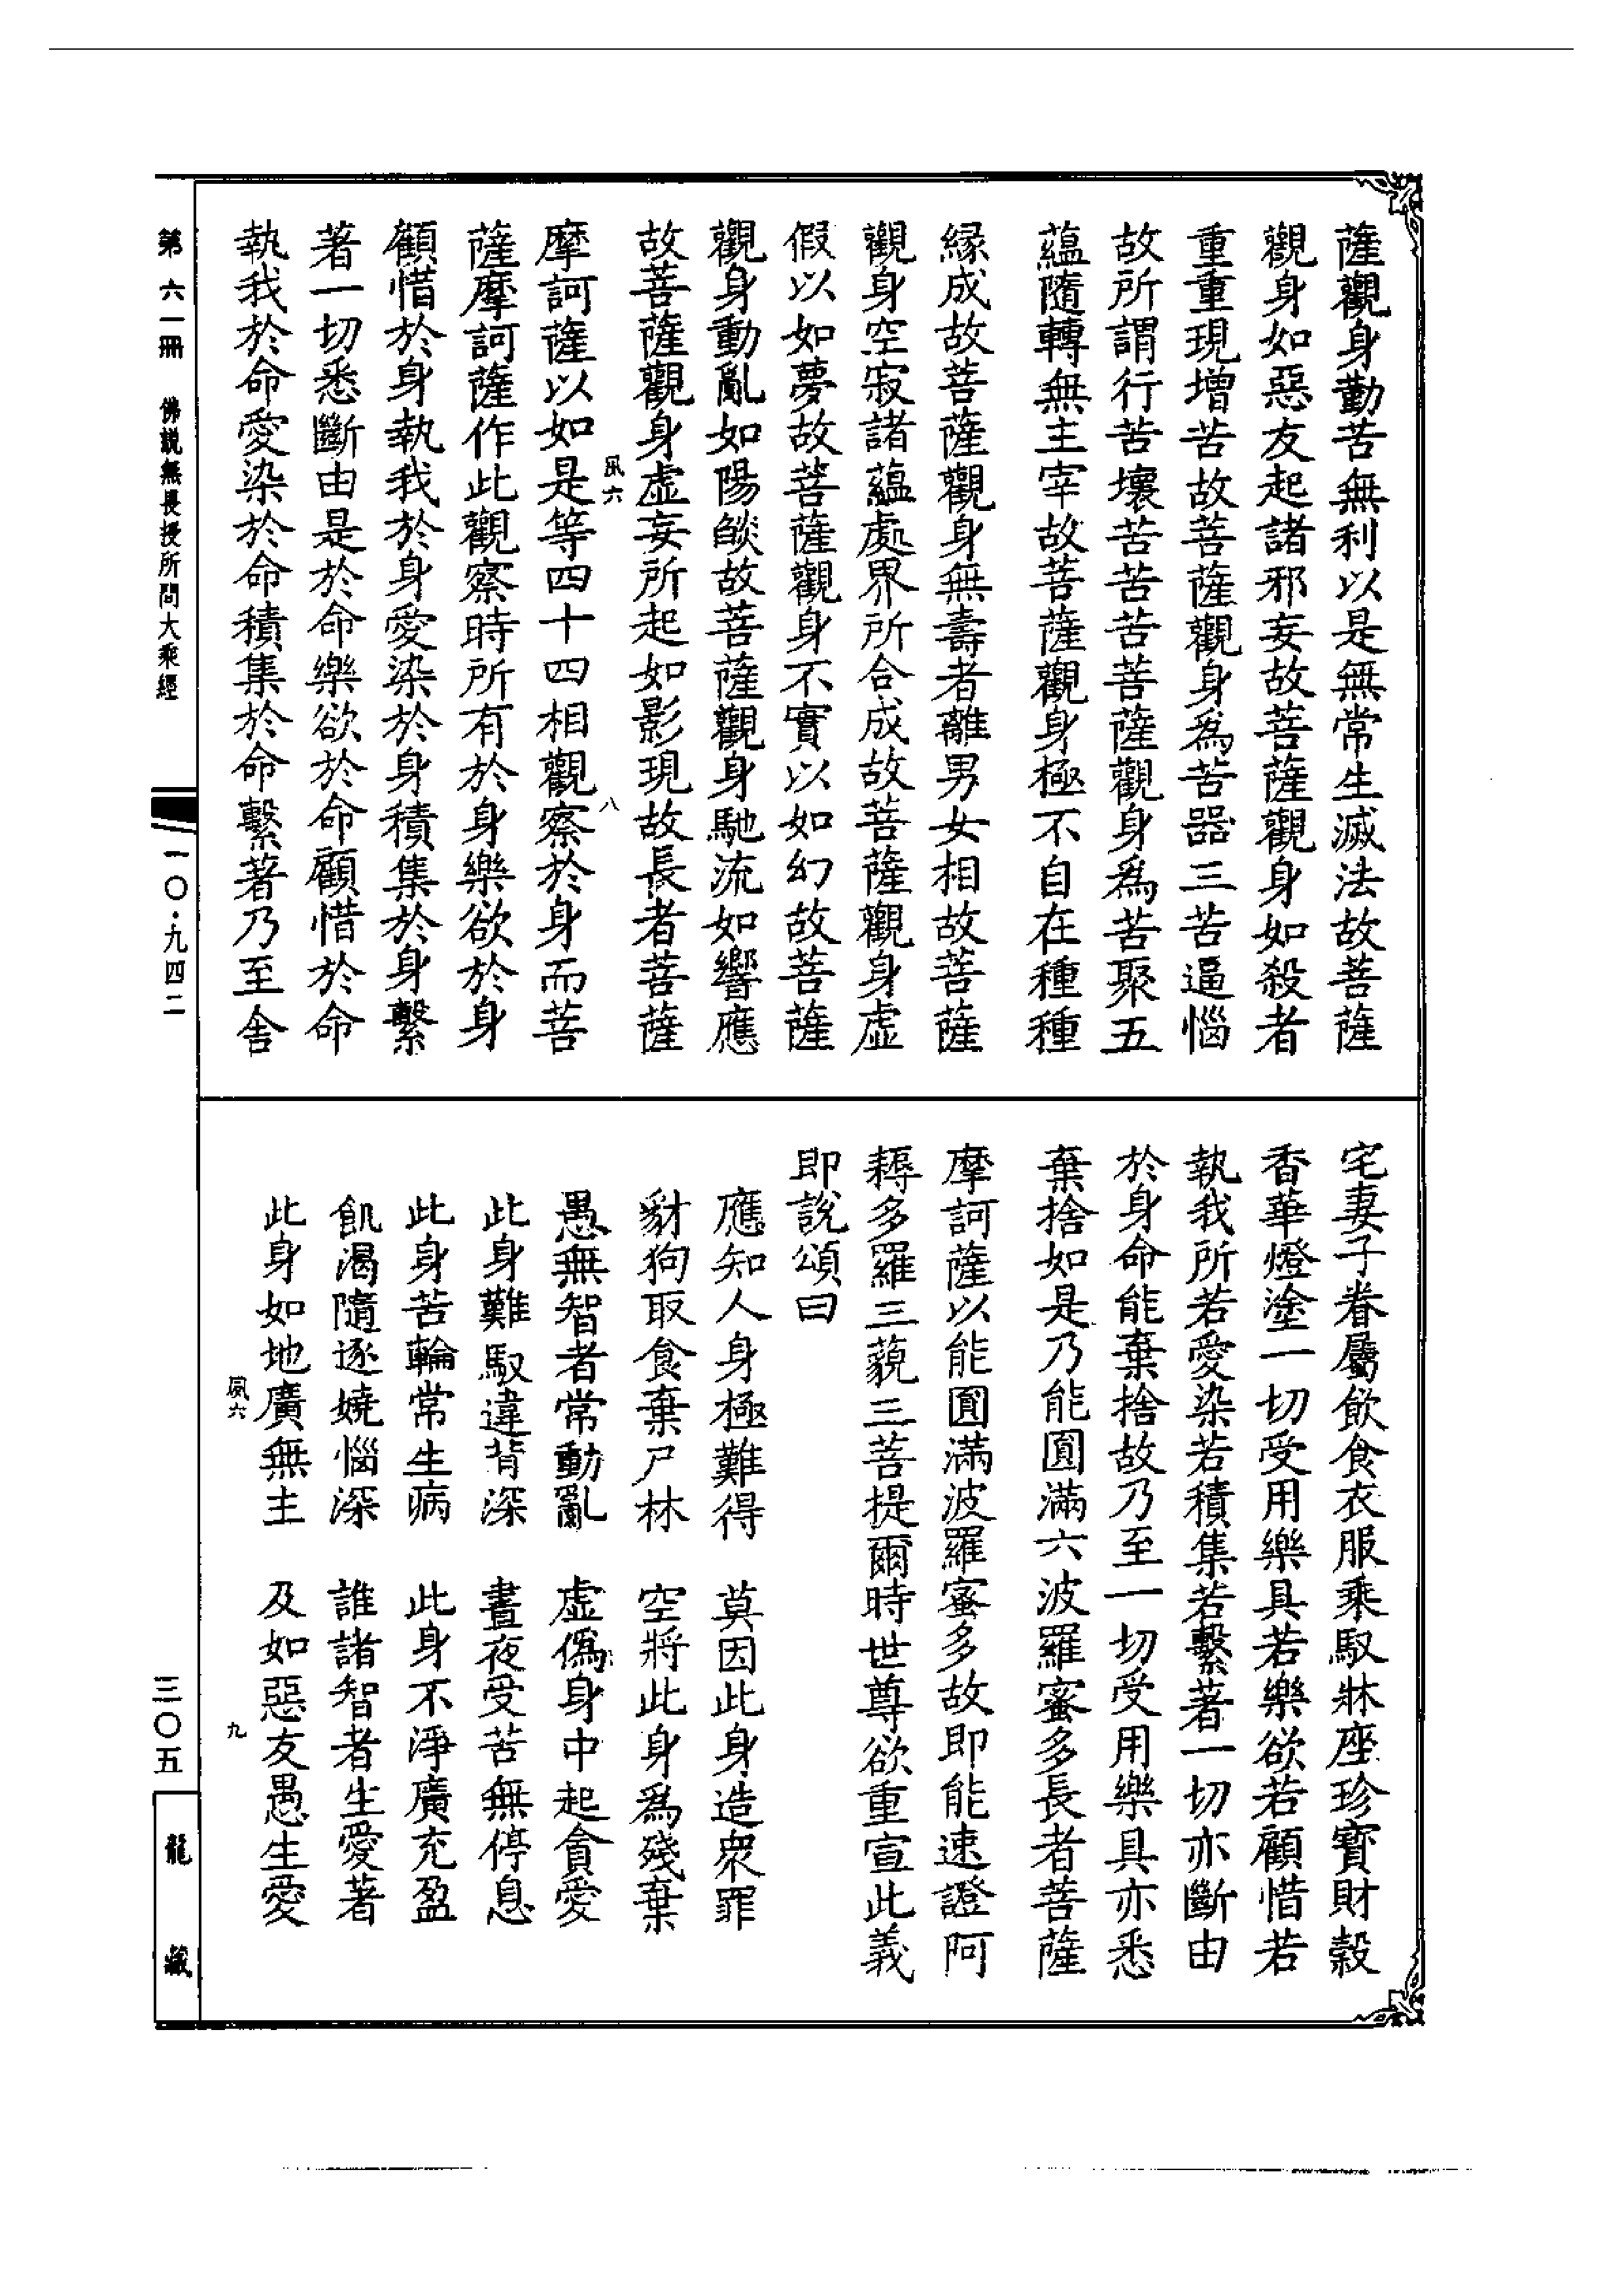 薩觀身勤苦無利以是無常生滅法故菩薩
觀身如惡友起諸邪妄故菩薩觀身如殺者
重重現增苦故菩薩觀身爲苦器三苦逼惱
故所謂行苦壞苦苦苦菩薩觀身爲苦聚五
蘊隨轉無主宰故菩薩觀身極不自在種種
緣成故菩薩觀身無壽者離男女相故菩薩
觀身空寂諸蘊處界所合成故菩薩觀身虛
假以如夢故菩薩觀身不實以如幻故菩薩
觀身動亂如陽燄故菩薩觀身馳流如響應
故菩薩觀身虛妄所起如影現故長者菩薩
夙六
八
摩訶薩以如是等四十四相觀察於身而菩
薩摩訶薩作此觀察時所有於身樂欲於身
顧惜於身執我於身愛染於身積集於身繫
著一切悉斷由是於命樂欲於命顧惜於命
執我於命愛染於命積集於命繫著乃至舍
宅妻子眷屬飲食衣服乘馭牀座珍寶財穀
香華燈塗一切受用樂具若樂欲若顧惜若
執我所若愛染若積集若繫著一切亦斷由
於身命能棄捨故乃至一切受用樂具亦悉
棄捨如是乃能圓滿六波羅蜜多長者菩薩
摩訶薩以能圓滿波羅蜜多故即能速證阿
耨多羅三藐三菩提爾時世尊欲重宣此義
即說頌曰
應知人身極難得　莫因此身造眾罪
豺狗取食棄尸林　空將此身爲殘棄
愚無智者常動亂　虛僞身中起貪愛
此身難馭違背深　晝夜受苦無停息
此身苦輪常生病　此身不淨廣充盈
飢渴隨逐嬈惱深　誰諸智者生愛著
此身如地廣無主　及如惡友愚生愛
夙六
九
第六一冊　佛説無長授所問大乘經
一〇・九四二
三〇五
龍藏